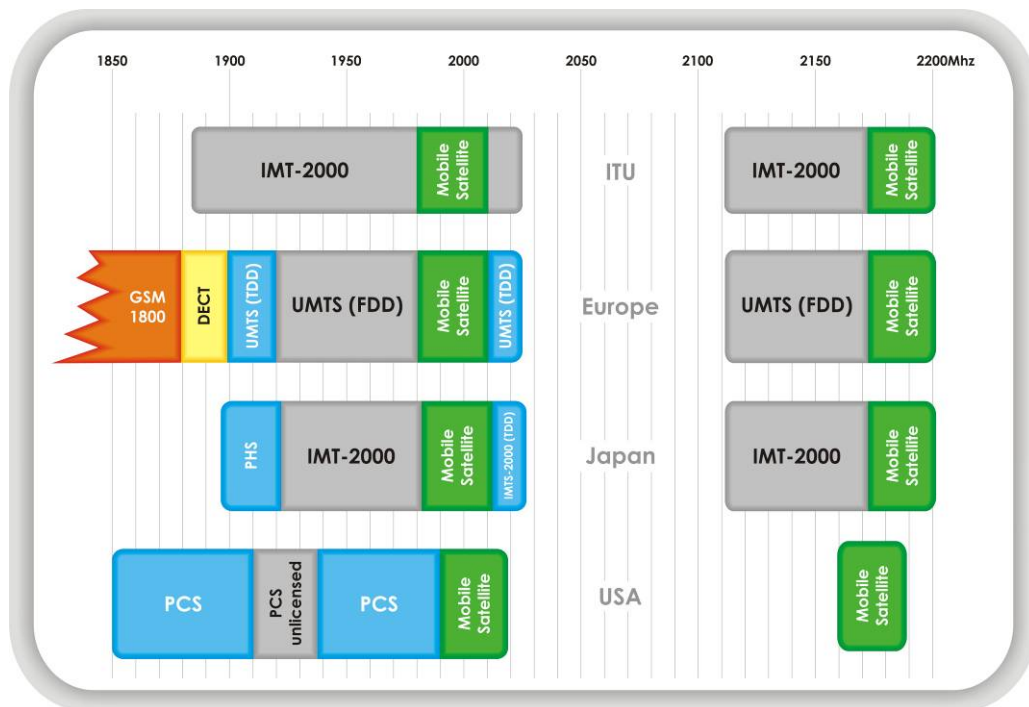 1850 1900 1950 2000 2050 2100 2150 2200Mhz
IMT-2000
Mobile
Satellite
ITU
IMT-2000
Mobile
Satellite
GSM
1800
DECT
UMTS (TDD)
UMTS (FDD)
Mobile
Satellite
UMTS (TDD)
Europe
UMTS (FDD)
Mobile
Satellite
PHS
IMT-2000
Mobile
Satellite
IMTS-2000 (TDD)
Japan
IMT-2000
Mobile
Satellite
PCS
PCS
unlicensed
PCS
Mobile
Satellite
USA
Mobile
Satellite